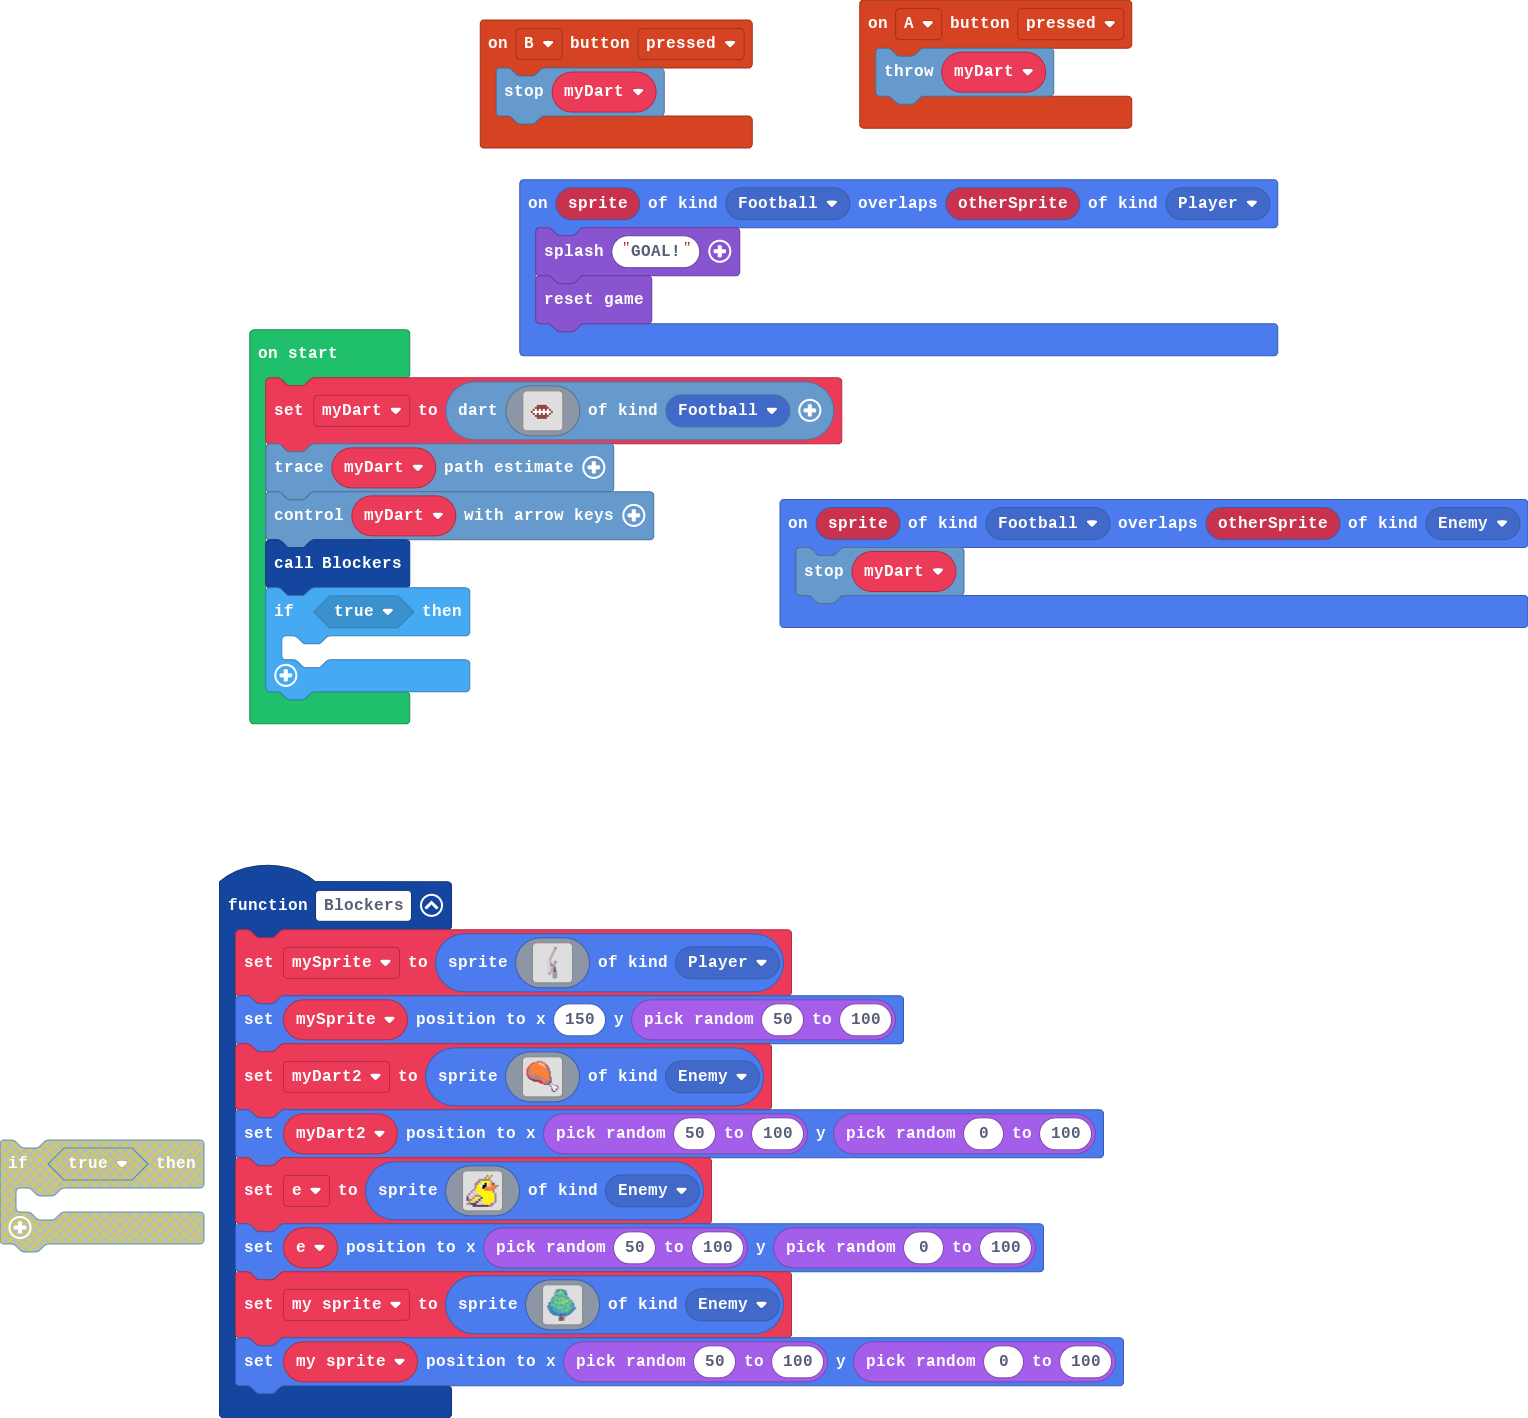 on B button pressed
stop myDart
on A button pressed
throw myDart
on sprite of kind Football overlaps otherSprite of kind Player
splash "GOAL!"
reset game
on start
set myDart to dart of kind Football
trace myDart path estimate
control myDart with arrow keys
call Blockers
if true then
on sprite of kind Football overlaps otherSprite of kind Enemy
stop myDart
function Blockers
set mySprite to sprite of kind Player
set mySprite position to x 150 y pick random 50 to 100
set myDart2 to sprite of kind Enemy
set myDart2 position to x pick random 50 to 100 y pick random 0 to 100
set e to sprite of kind Enemy
set e position to x pick random 50 to 100 y pick random 0 to 100
set my sprite to sprite of kind Enemy
set my sprite position to x pick random 50 to 100 y pick random 0 to 100
if true then